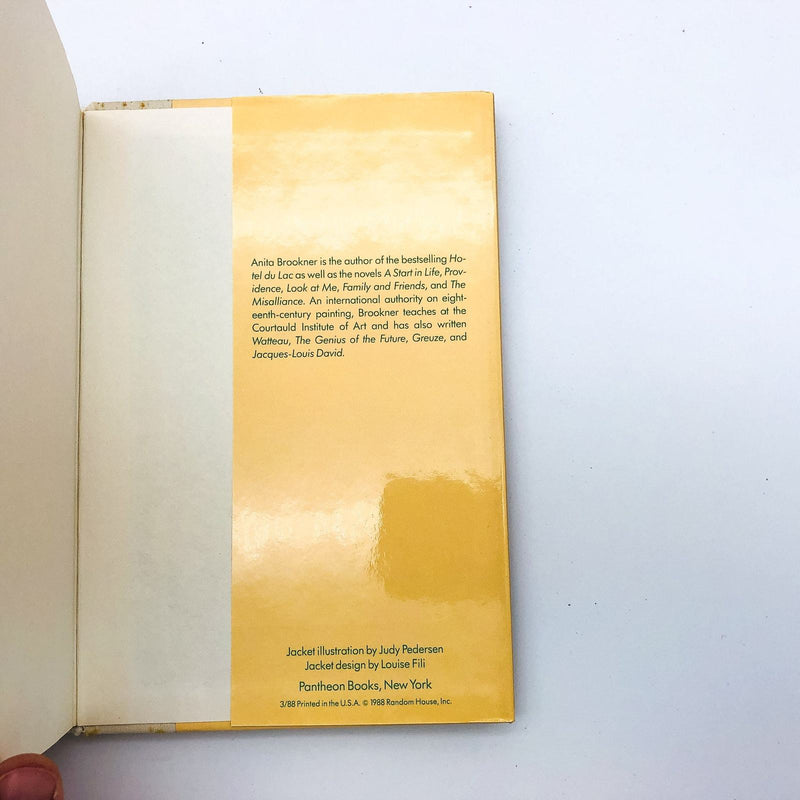 Anita Brookner is the author of the bestselling Ho-
tel du Lac as well as the novels A Start in Life, Prov-
idence, Look at Me, Family and Friends, and The
Misalliance. An international authority on eight-
eenth-century painting, Brookner teaches at the
Courtauld Institute of Art and has also written
Watteau, The Genius of the Future, Greuze, and
Jacques-Louis David.
Jacket illustration by Judy Pedersen
Jacket design by Louise Fili
Pantheon Books, New York
3/88 Printed in the U.S.A. © 1988 Random House, Inc.